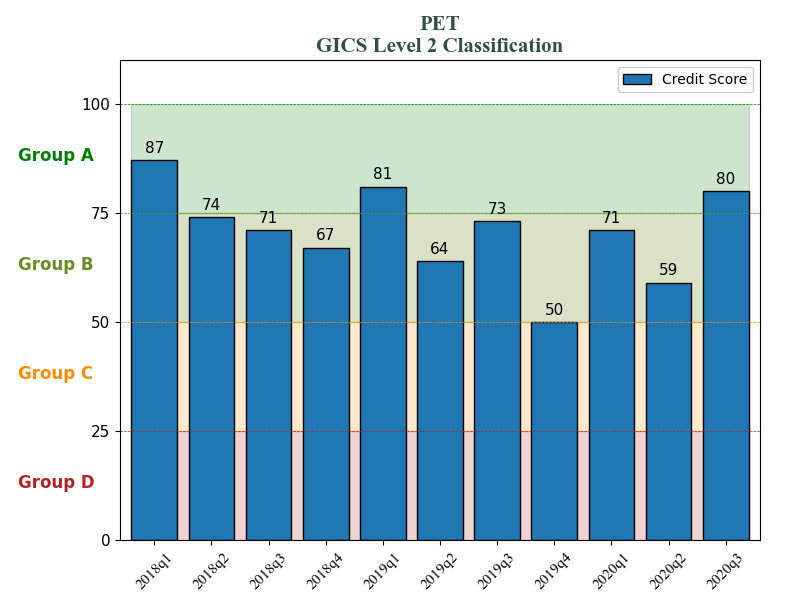 PET
GICS Level 2 Classification
Credit Score
100
Group A
87
81
80
75
74
73
71
71
67
64
Group B
59
50
50
Group C
25
Group D
0
2018q1 2018q2 2018q3 2018q4 2019q1 2019q2 2019q3 2019q4 2020q1 2020q2 2020q3